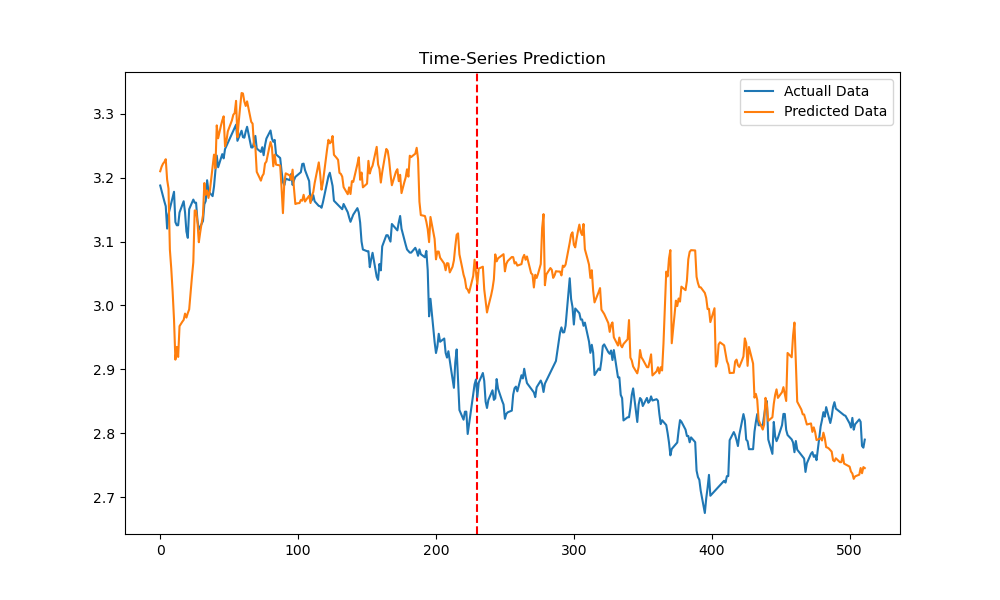 Time-Series Prediction
Actuall Data
Predicted Data
3.3
3.2
3.1
3.0
2.9
2.8
2.7
0 100 200 300 400 500